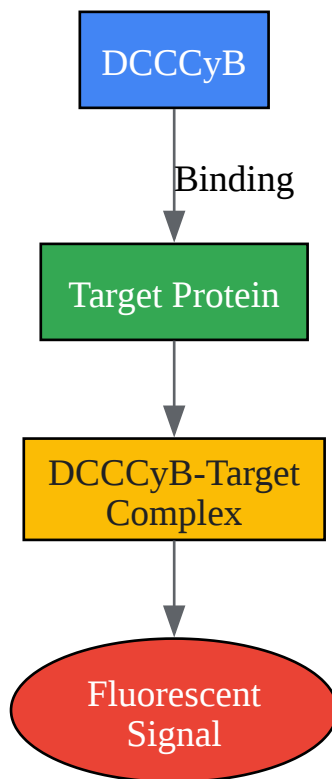 DCCCyB
Binding
Target Protein
DCCCyB-Target
Complex
Fluorescent
Signal